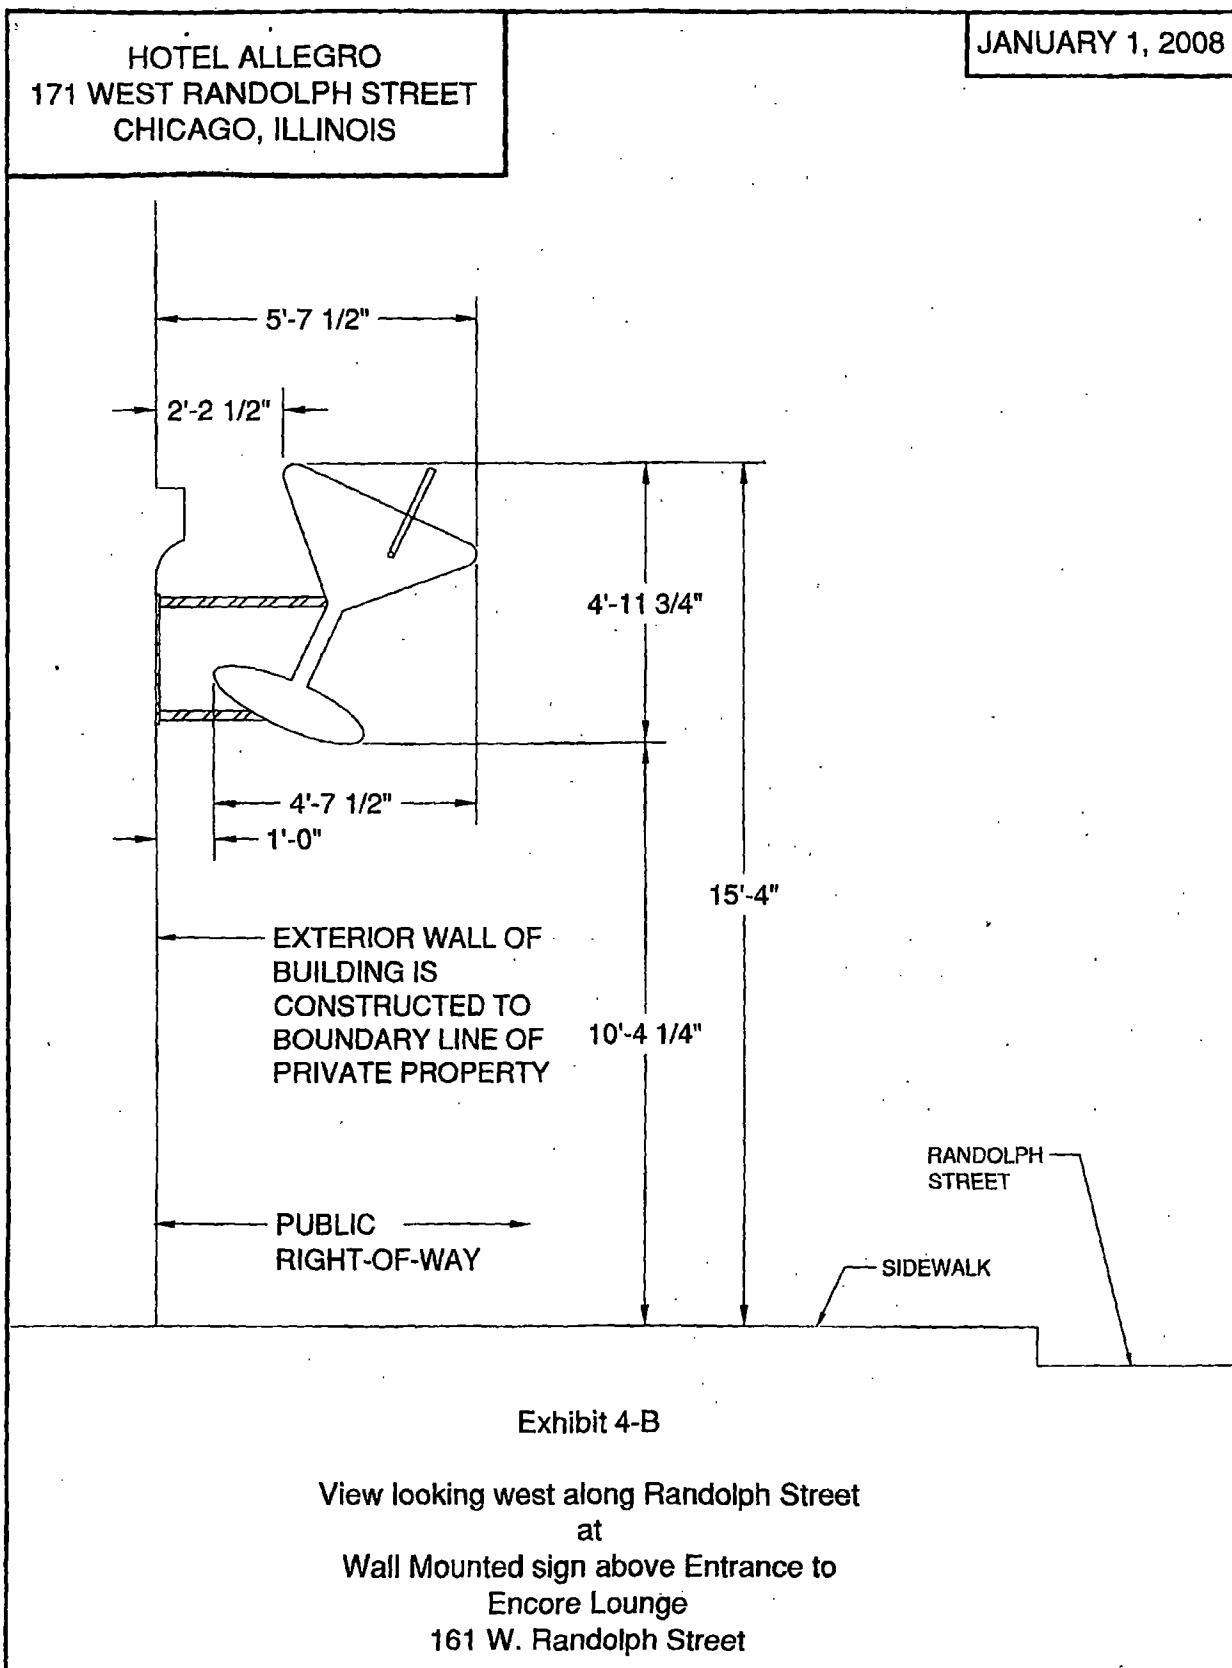 HOTEL ALLEGRO
171 WEST RANDOLPH STREET
CHICAGO, ILLINOIS
JANUARY 1, 2008
5'-7 1/2"
2'-2 1/2"
4'-11 3/4"
4'-7 1/2"
1'-0"
15'-4"
EXTERIOR WALL OF
BUILDING IS
CONSTRUCTED TO
BOUNDARY LINE OF
PRIVATE PROPERTY
10'-4 1/4"
RANDOLPH
STREET
PUBLIC
RIGHT-OF-WAY
SIDEWALK
Exhibit 4-B
View looking west along Randolph Street
at
Wall Mounted sign above Entrance to
Encore Lounge
161 W. Randolph Street